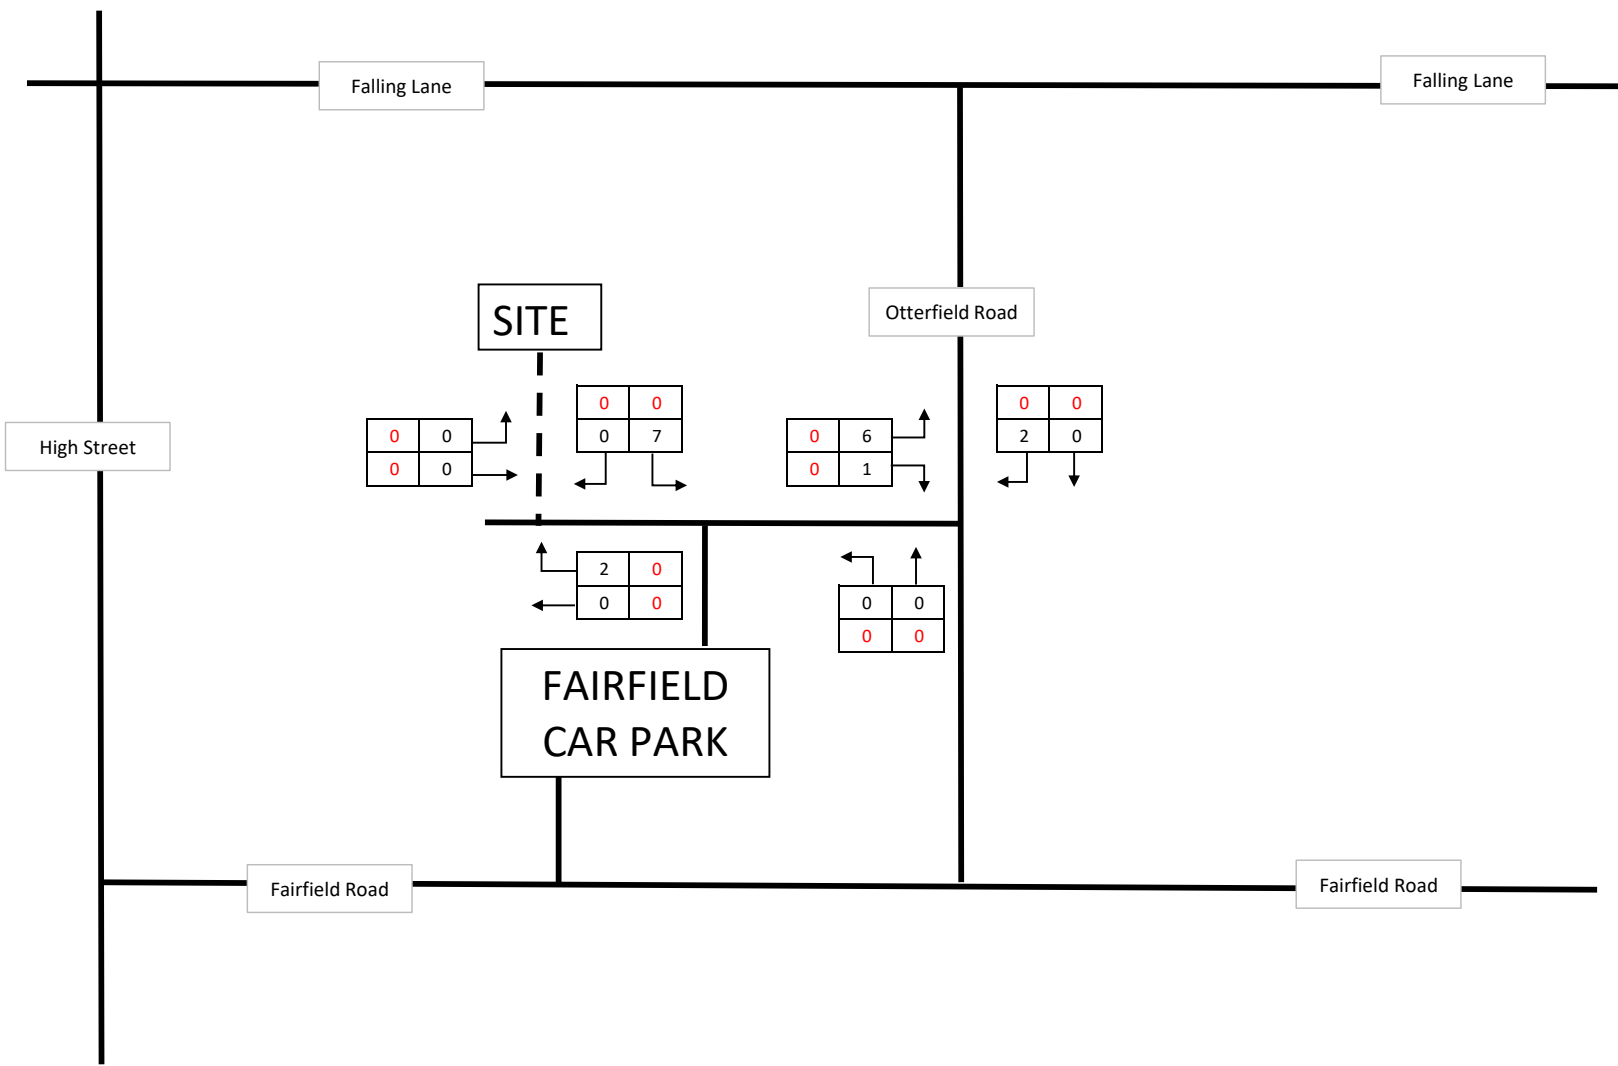 Falling Lane
Falling Lane
SITE
Otterfield Road
0 0
0 7
0 0
2 0
0 0
0 0
0 6
0 1
High Street
2 0
0 0
0 0
0 0
FAIRFIELD
CAR PARK
Fairfield Road
Fairfield Road